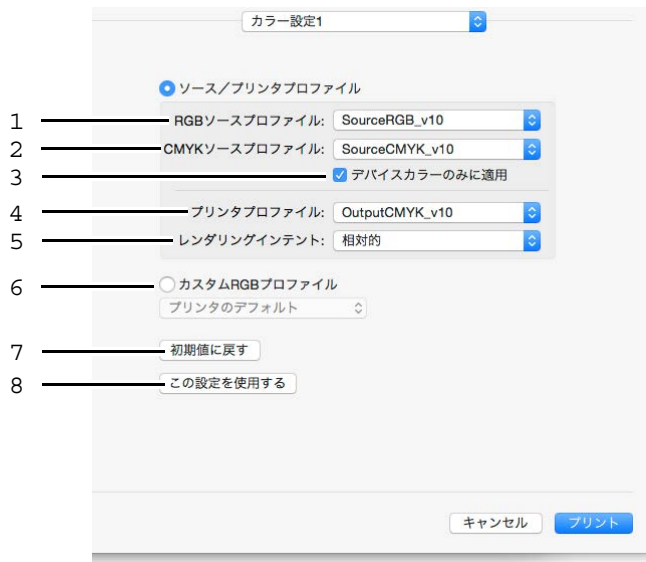 カラー設定1
ソース／プリンタプロファイル
1 RGBソースプロファイル: SourceRGB_v10
2 CMYKソースプロファイル: SourceCMYK_v10
3 デバイスカラーのみに適用
4 プリンタプロファイル: OutputCMYK_v10
5 レンダリングインテント: 相対的
6 カスタムRGBプロファイル
プリンタのデフォルト
7 初期値に戻す
8 この設定を使用する
キャンセル プリント